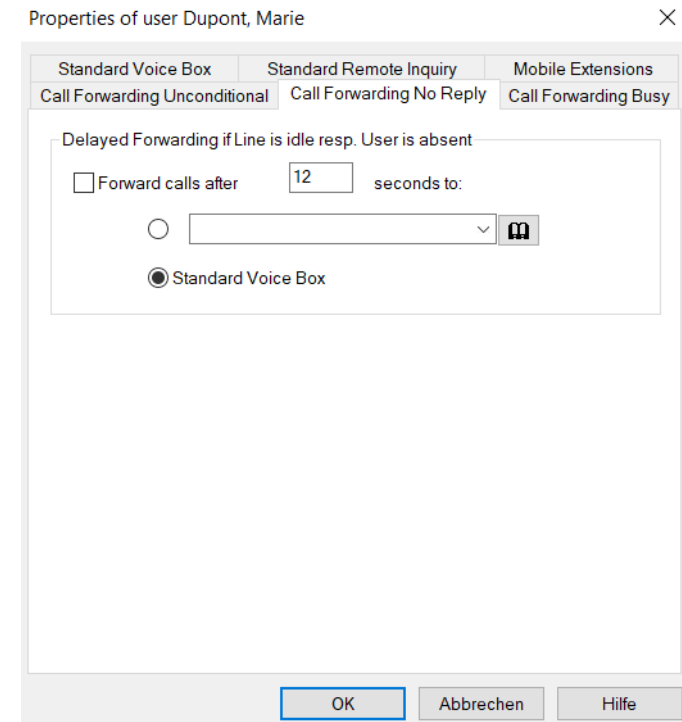 Properties of user Dupont, Marie
Standard Voice Box Standard Remote Inquiry Mobile Extensions
Call Forwarding Unconditional Call Forwarding No Reply Call Forwarding Busy
Delayed Forwarding if Line is idle resp. User is absent
Forward calls after 12 seconds to:
Standard Voice Box
OK Abbrechen Hilfe